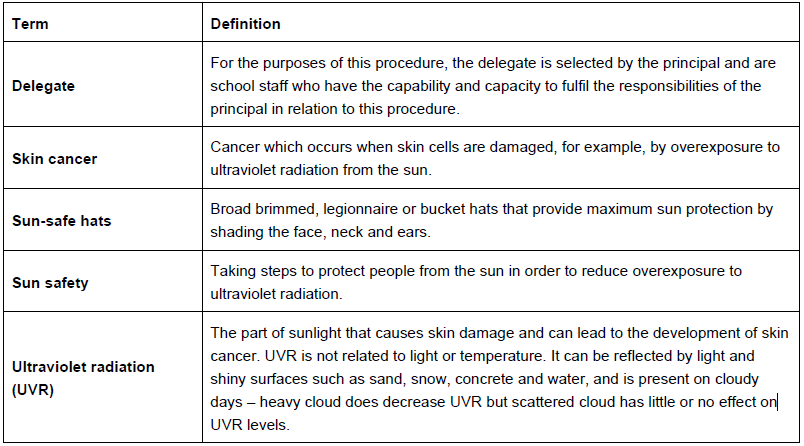 Term Definition
Delegate
For the purposes of this procedure, the delegate is selected by the principal and are
school staff who have the capability and capacity to fulfil the responsibilities of the
principal in relation to this procedure.
Skin cancer
Cancer which occurs when skin cells are damaged, for example, by overexposure to
ultraviolet radiation from the sun.
Sun-safe hats
Broad brimmed, legionnaire or bucket hats that provide maximum sun protection by
shading the face, neck and ears.
Sun safety
Taking steps to protect people from the sun in order to reduce overexposure to
ultraviolet radiation.
Ultraviolet radiation
(UVR)
The part of sunlight that causes skin damage and can lead to the development of skin
cancer. UVR is not related to light or temperature. It can be reflected by light and
shiny surfaces such as sand, snow, concrete and water, and is present on cloudy
days – heavy cloud does decrease UVR but scattered cloud has little or no effect on
UVR levels.